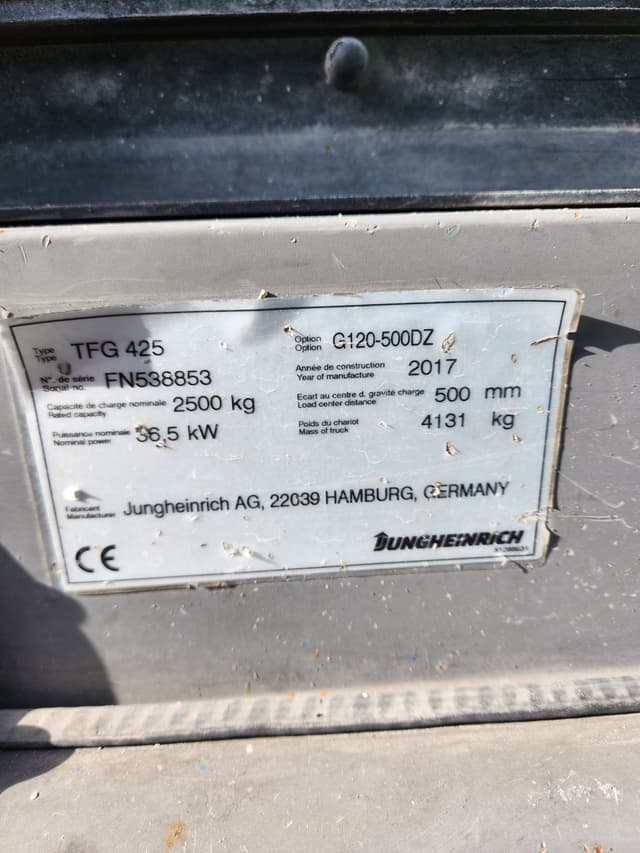 Type
Type
TFG 425
Option
Option
G120-500DZ
N°. de série
Serial no.
FN538853
Année de construction
Year of manufacture
2017
Capacité de charge nominale
Rated capacity
2500 kg
Ecart au centre d. gravité charge
Load center distance
500 mm
Puissance nominale
Nominal power
36,5 kW
Poids du chariot
Mass of truck
4131 kg
Fabricant
Manufacturer
Jungheinrich AG, 22039 HAMBURG, GERMANY
CE
JUNGHEINRICH